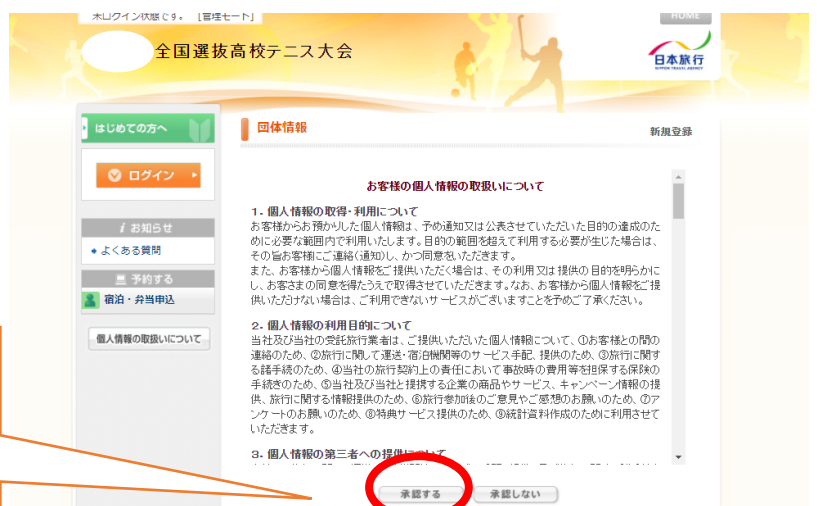 未ログイン状態です。 [管理モード]
HOME
全国選抜高校テニス大会
日本旅行
NIPPON TRAVEL AGENCY
はじめての方へ
団体情報
新規登録
ログイン
お客様の個人情報の取扱いについて
1. 個人情報の取得・利用について
お客様からお預かりした個人情報は、予め通知又は公表させていただいた目的の達成のた
めに必要な範囲内で利用いたします。目的の範囲を超えて利用する必要が生じた場合は、
その旨お客様にご連絡(通知)し、かつ同意をいただきます。
また、お客様から個人情報をご提供いただく場合は、その利用又は提供の目的を明らかに
し、お客さまの同意を得たうえで取得させていただきます。なお、お客様から個人情報をご提
供いただけない場合は、ご利用できないサービスがございますことを予めご了承ください。
i お知らせ
よくある質問
予約する
宿泊・弁当申込
個人情報の取扱いについて
2. 個人情報の利用目的について
当社及び当社の受託旅行業者は、ご提供いただいた個人情報について、①お客様との間の
連絡のため、②旅行に関して運送・宿泊機関等のサービス手配、提供のため、③旅行に関す
る諸手続のため、④当社の旅行契約上の責任において事故時の費用等を担保する保険の
手続きのため、⑤当社及び当社と提携する企業の商品やサービス、キャンペーン情報の提
供、旅行に関する情報提供のため、⑥旅行参加後のご意見やご感想のお願いのため、⑦ア
ンケートのお願いのため、⑧特典サービス提供のため、⑨統計資料作成のために利用させて
いただきます。
3. 個人情報の第三者への提供について
承認する
承認しない